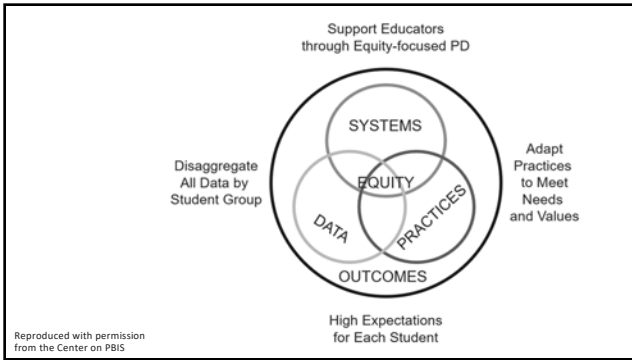 Support Educators
through Equity-focused PD
SYSTEMS
Disaggregate
All Data by
Student Group
Adapt
Practices
to Meet
Needs
and Values
EQUITY
DATA
PRACTICES
OUTCOMES
High Expectations
for Each Student
Reproduced with permission
from the Center on PBIS